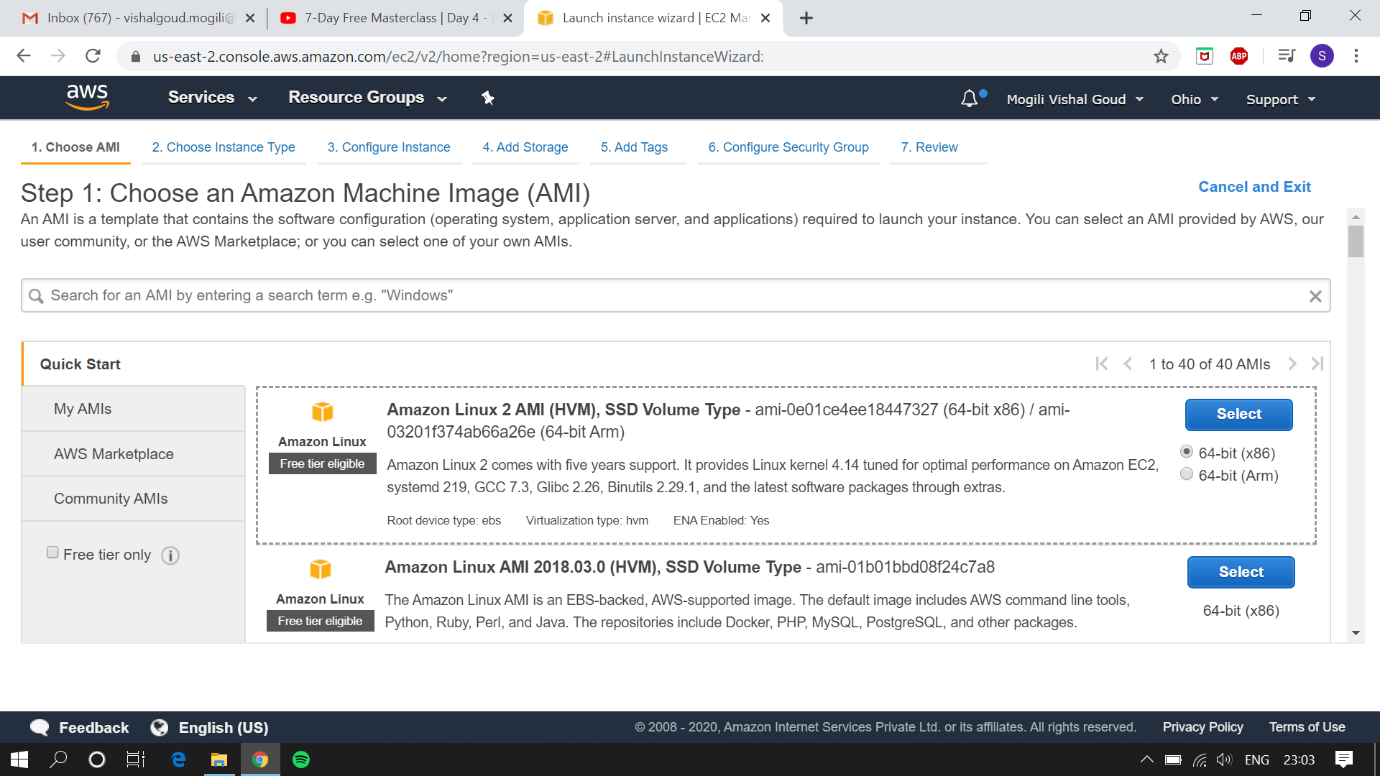 Inbox (767) - vishalgoud.mogili@
7-Day Free Masterclass | Day 4 -
Launch instance wizard | EC2 Ma
us-east-2.console.aws.amazon.com/ec2/v2/home?region=us-east-2#LaunchInstanceWizard:
ABP
S
aws
Services
Resource Groups
Mogili Vishal Goud
Ohio
Support
1. Choose AMI
2. Choose Instance Type
3. Configure Instance
4. Add Storage
5. Add Tags
6. Configure Security Group
7. Review
Step 1: Choose an Amazon Machine Image (AMI)
Cancel and Exit
An AMI is a template that contains the software configuration (operating system, application server, and applications) required to launch your instance. You can select an AMI provided by AWS, our
user community, or the AWS Marketplace; or you can select one of your own AMIs.
Search for an AMI by entering a search term e.g. "Windows"
Quick Start
1 to 40 of 40 AMIs
My AMIs
AWS Marketplace
Community AMIs
Free tier only
Amazon Linux
Free tier eligible
Amazon Linux 2 AMI (HVM), SSD Volume Type - ami-0e01ce4ee18447327 (64-bit x86) / ami-
03201f374ab66a26e (64-bit Arm)
Amazon Linux 2 comes with five years support. It provides Linux kernel 4.14 tuned for optimal performance on Amazon EC2,
systemd 219, GCC 7.3, Glibc 2.26, Binutils 2.29.1, and the latest software packages through extras.
Root device type: ebs
Virtualization type: hvm
ENA Enabled: Yes
Select
64-bit (x86)
64-bit (Arm)
Amazon Linux
Free tier eligible
Amazon Linux AMI 2018.03.0 (HVM), SSD Volume Type - ami-01b01bbd08f24c7a8
The Amazon Linux AMI is an EBS-backed, AWS-supported image. The default image includes AWS command line tools,
Python, Ruby, Perl, and Java. The repositories include Docker, PHP, MySQL, PostgreSQL, and other packages.
Select
64-bit (x86)
Feedback
English (US)
© 2008 - 2020, Amazon Internet Services Private Ltd. or its affiliates. All rights reserved.
Privacy Policy
Terms of Use
ENG
23:03